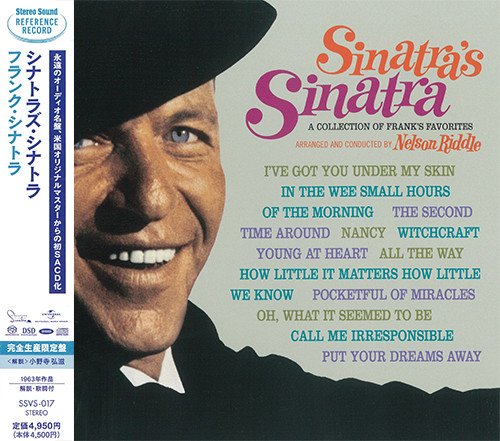 Stereo Sound
REFERENCE
RECORD
永遠のオーディオ名盤、米国オリジナルマスターからの初SACD化
シナトラズ・シナトラ
フランク・シナトラ
Sinatra
UNIVERSAL
DSD
STEREO
完全生産限定盤
<解説>小野寺弘滋
1963年作品
解説・歌詞付
SSVS-017
STEREO
定価4,950円
(本体4,500円)
Sinatra's
Sinatra
A COLLECTION OF FRANK'S FAVORITES
ARRANGED AND CONDUCTED BY Nelson Riddle
I'VE GOT YOU UNDER MY SKIN
IN THE WEE SMALL HOURS
OF THE MORNING THE SECOND
TIME AROUND NANCY WITCHCRAFT
YOUNG AT HEART ALL THE WAY
HOW LITTLE IT MATTERS HOW LITTLE
WE KNOW POCKETFUL OF MIRACLES
OH, WHAT IT SEEMED TO BE
CALL ME IRRESPONSIBLE
PUT YOUR DREAMS AWAY